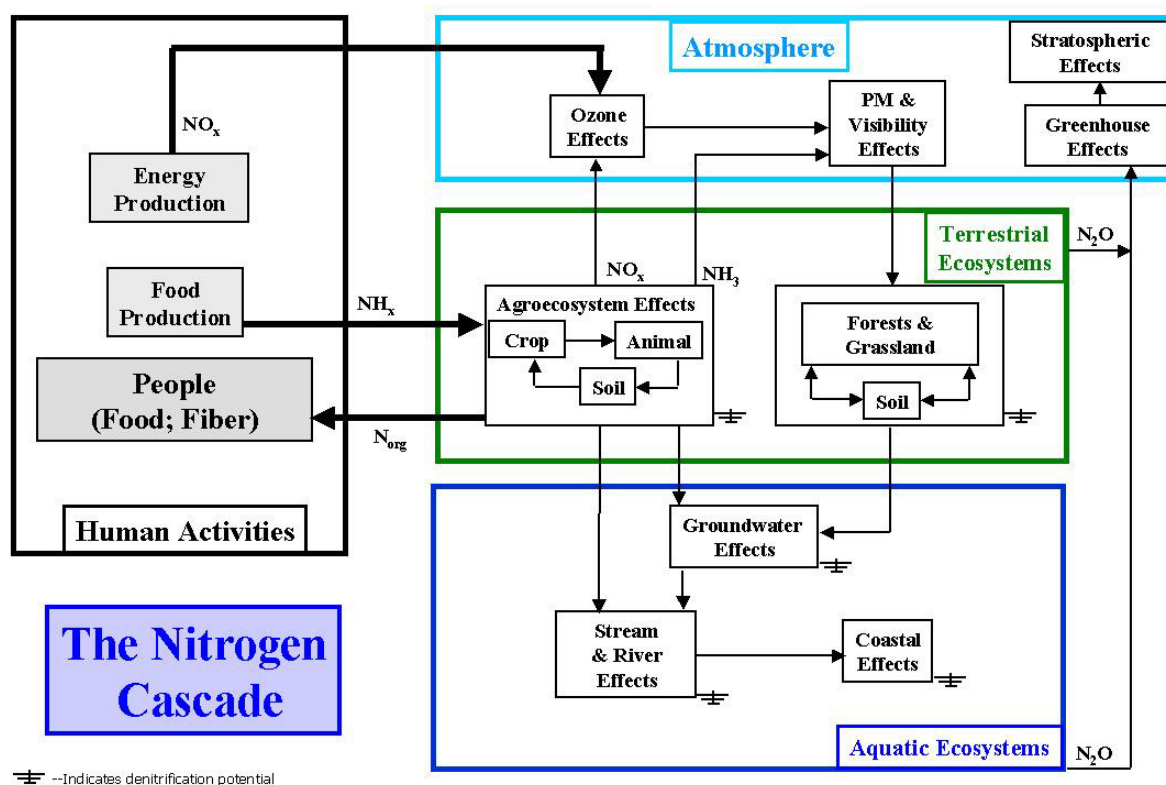 Atmosphere
Stratospheric
Effects
NOₓ
Ozone
Effects
PM &
Visibility
Effects
Greenhouse
Effects
Energy
Production
Terrestrial
Ecosystems
N₂O
Food
Production
NHₓ
NOₓ
NH₃
Agroecosystem Effects
Crop
Animal
Soil
Forests &
Grassland
Soil
People
(Food; Fiber)
Nₒrg
Human Activities
Groundwater
Effects
The Nitrogen
Cascade
Stream
& River
Effects
Coastal
Effects
Aquatic Ecosystems
N₂O
--Indicates denitrification potential